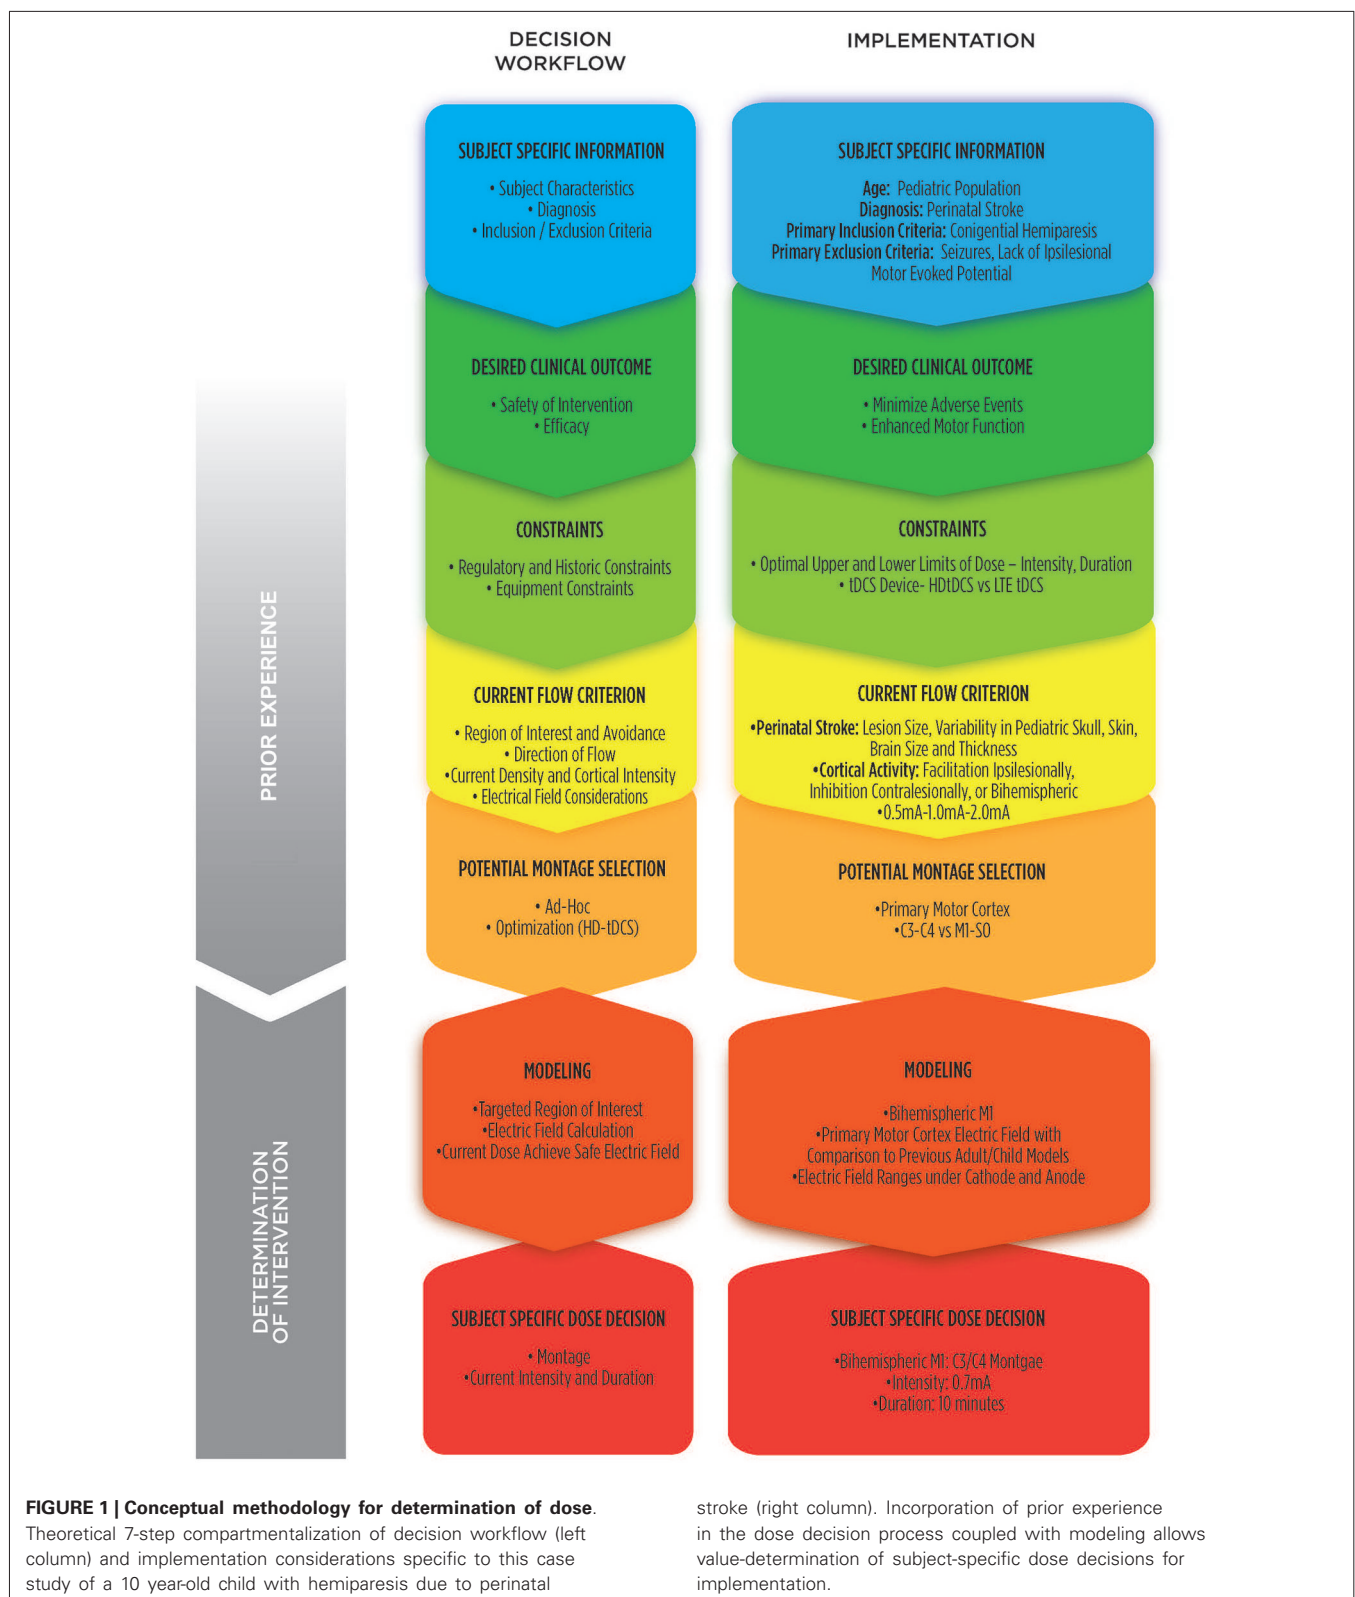 DECISION
WORKFLOW
IMPLEMENTATION
SUBJECT SPECIFIC INFORMATION
• Subject Characteristics
• Diagnosis
• Inclusion / Exclusion Criteria
SUBJECT SPECIFIC INFORMATION
Age: Pediatric Population
Diagnosis: Perinatal Stroke
Primary Inclusion Criteria: Conigential Hemiparesis
Primary Exclusion Criteria: Seizures, Lack of Ipsilesional
Motor Evoked Potential
DESIRED CLINICAL OUTCOME
• Safety of Intervention
• Efficacy
DESIRED CLINICAL OUTCOME
• Minimize Adverse Events
• Enhanced Motor Function
CONSTRAINTS
• Regulatory and Historic Constraints
• Equipment Constraints
CONSTRAINTS
• Optimal Upper and Lower Limits of Dose – Intensity, Duration
• tDCS Device- HDtDCS vs LTE tDCS
PRIOR EXPERIENCE
CURRENT FLOW CRITERION
• Region of Interest and Avoidance
• Direction of Flow
•Current Density and Cortical Intensity
• Electrical Field Considerations
CURRENT FLOW CRITERION
•Perinatal Stroke: Lesion Size, Variability in Pediatric Skull, Skin,
Brain Size and Thickness
•Cortical Activity: Facilitation Ipsilesionally,
Inhibition Contralesionally, or Bihemispheric
•0.5mA-1.0mA-2.0mA
POTENTIAL MONTAGE SELECTION
• Ad-Hoc
• Optimization (HD-tDCS)
POTENTIAL MONTAGE SELECTION
•Primary Motor Cortex
•C3-C4 vs M1-SO
MODELING
•Targeted Region of Interest
•Electric Field Calculation
•Current Dose Achieve Safe Electric Field
MODELING
•Bihemispheric M1
•Primary Motor Cortex Electric Field with
Comparison to Previous Adult/Child Models
•Electric Field Ranges under Cathode and Anode
DETERMINATION
OF INTERVENTION
SUBJECT SPECIFIC DOSE DECISION
• Montage
•Current Intensity and Duration
SUBJECT SPECIFIC DOSE DECISION
•Bihemispheric M1: C3/C4 Montgae
•Intensity: 0.7mA
•Duration: 10 minutes
FIGURE 1 | Conceptual methodology for determination of dose.
Theoretical 7-step compartmentalization of decision workflow (left
column) and implementation considerations specific to this case
study of a 10 year-old child with hemiparesis due to perinatal
stroke (right column). Incorporation of prior experience
in the dose decision process coupled with modeling allows
value-determination of subject-specific dose decisions for
implementation.